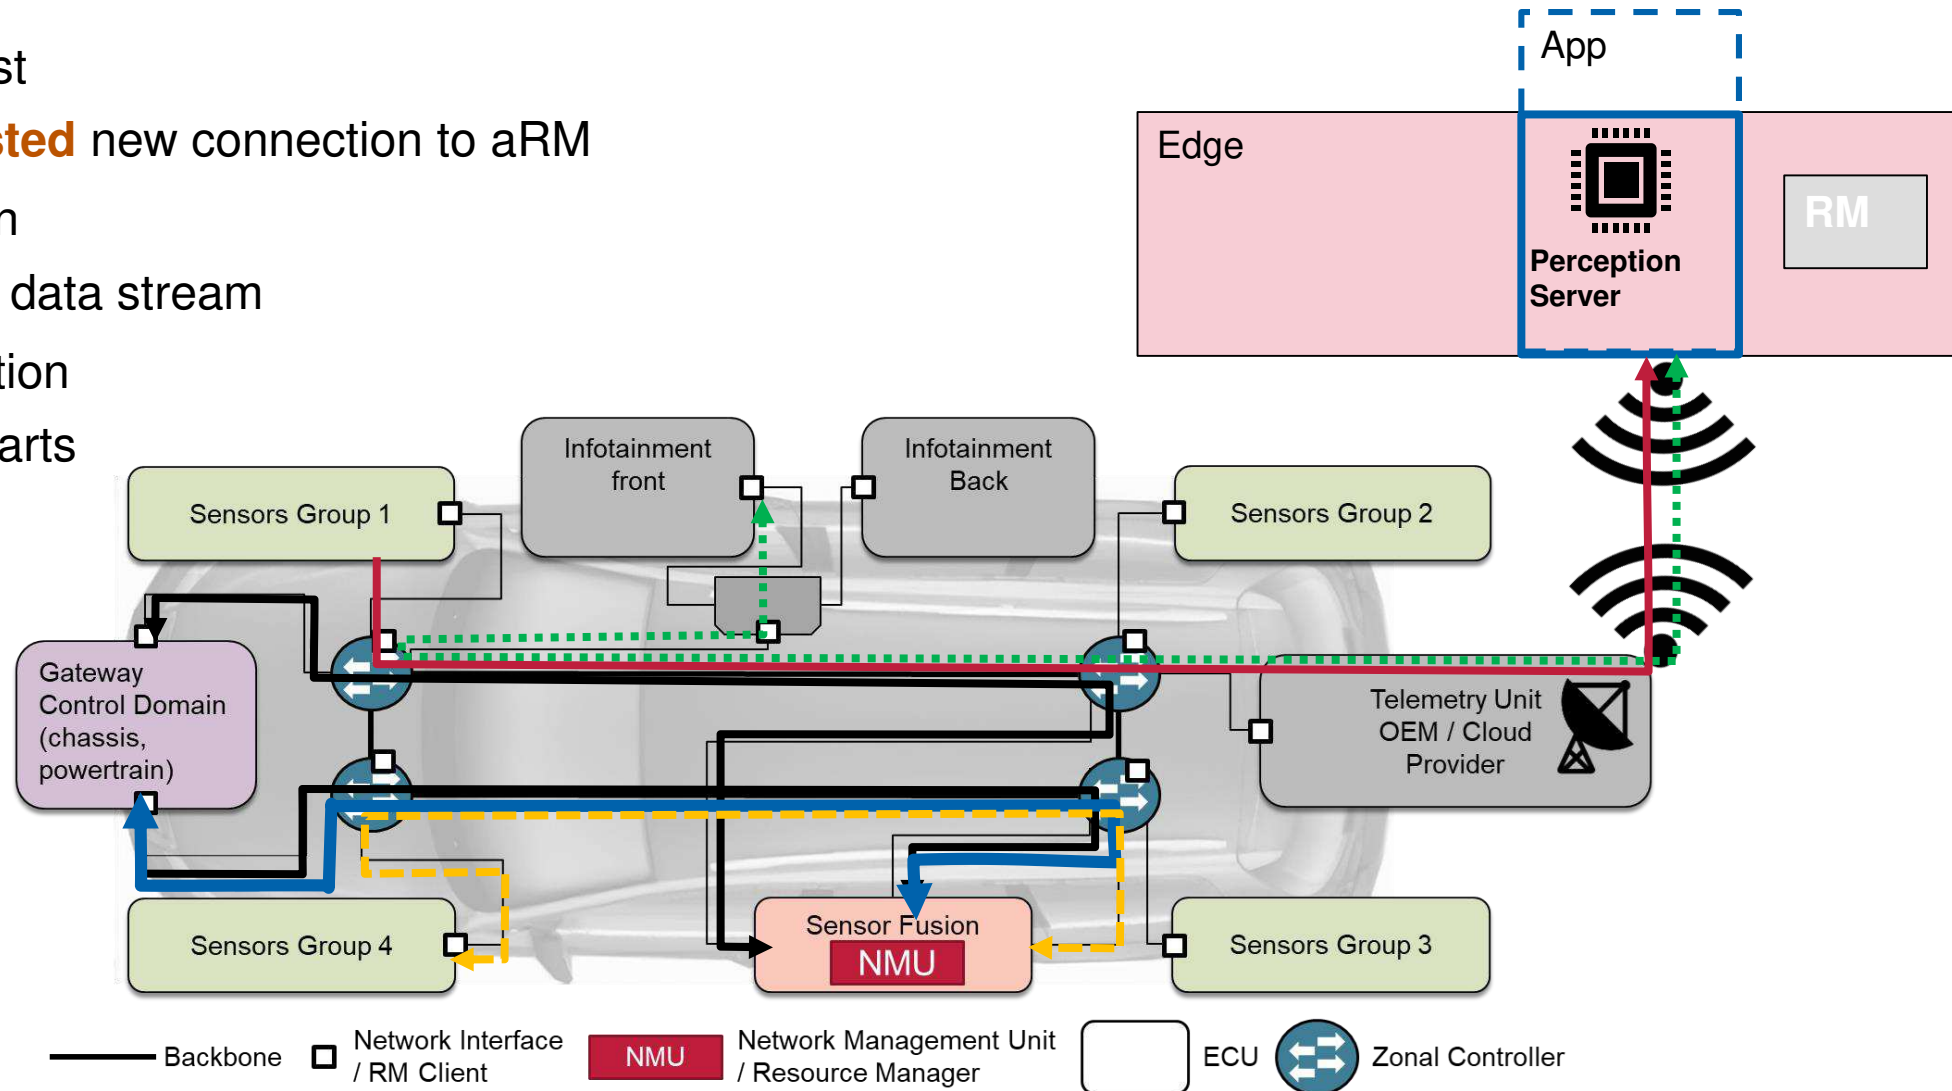 st
sted new connection to aRM
n
data stream
tion
arts
App
Edge
RM
Perception
Server
Infotainment
front
Infotainment
Back
Sensors Group 1
Sensors Group 2
Gateway
Control Domain
(chassis,
powertrain)
Telemetry Unit
OEM / Cloud
Provider
Sensors Group 4
Sensor Fusion
NMU
Sensors Group 3
Backbone
Network Interface
/ RM Client
NMU
Network Management Unit
/ Resource Manager
ECU
Zonal Controller